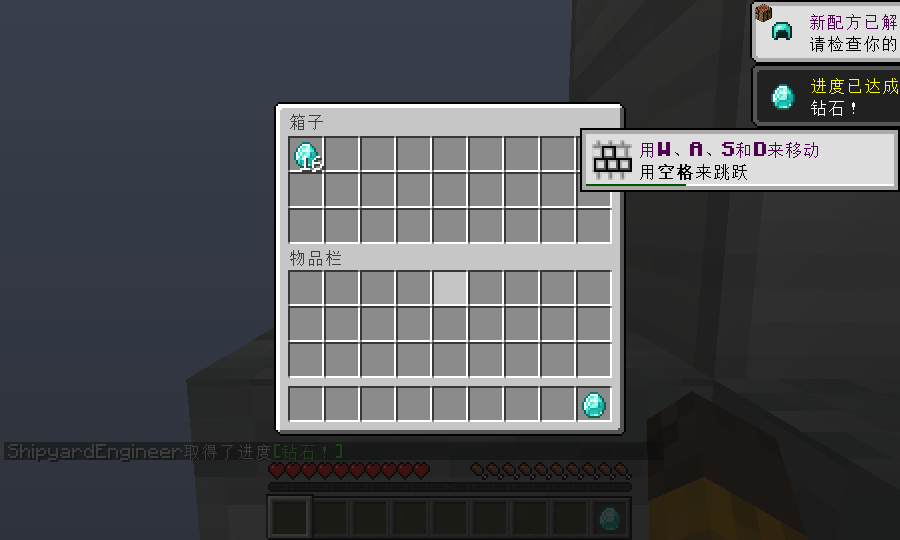 新配方已解
请检查你的
进度已达成
钻石！
箱子
6
用W、A、S和D来移动
用空格来跳跃
物品栏
ShipyardEngineer取得了进度[钻石！]